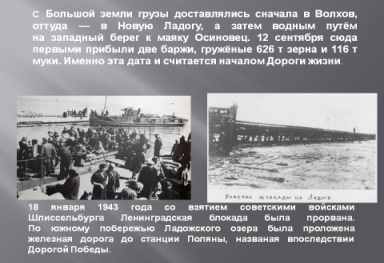 С Большой земли грузы доставлялись сначала в Волхов,
оттуда — в Новую Ладогу, а затем водным путём
на западный берег к маяку Осиновец. 12 сентября сюда
первыми прибыли две баржи, гружёные 626 т зерна и 116 т
муки. Именно эта дата и считается началом Дороги жизни.
Участок эстакады на Ладоге
18 января 1943 года со взятием советскими войсками
Шлиссельбурга Ленинградская блокада была прорвана.
По южному побережью Ладожского озера была проложена
железная дорога до станции Поляны, названая впоследствии
Дорогой Победы.